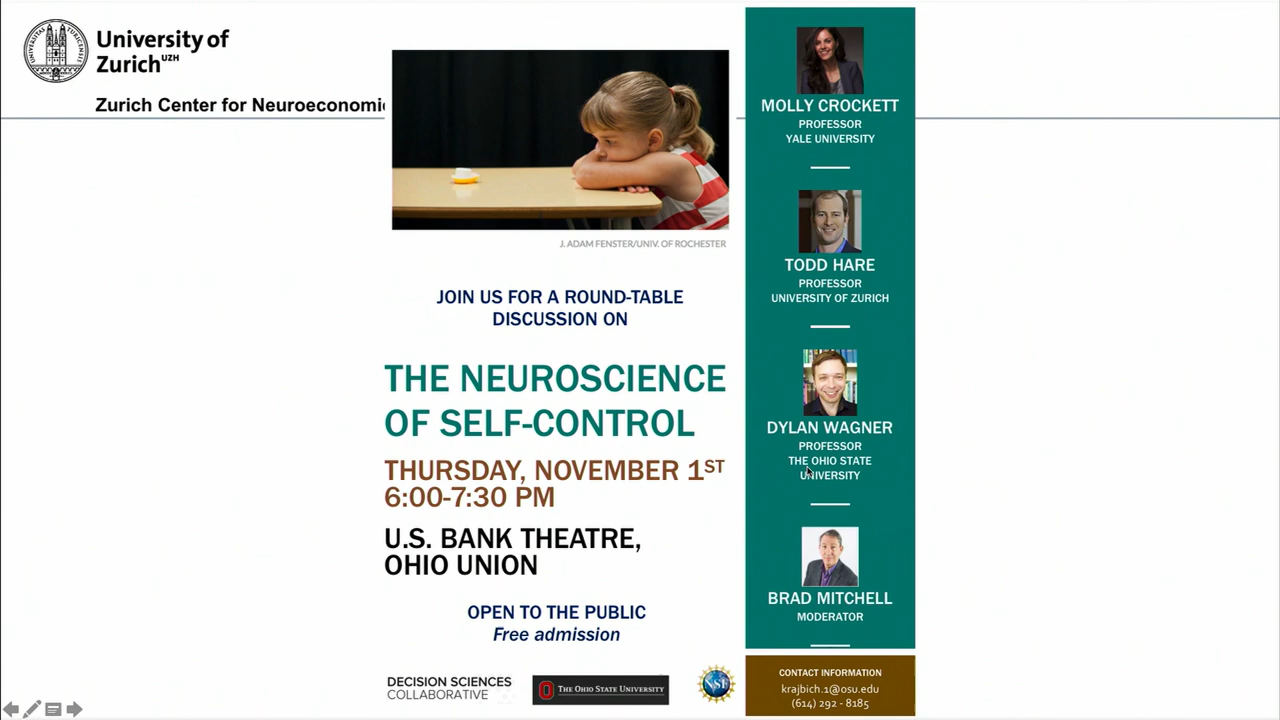 University of
Zurich UZH
Zurich Center for Neuroeconomi
J. ADAM FENSTER/UNIV. OF ROCHESTER
JOIN US FOR A ROUND-TABLE
DISCUSSION ON
THE NEUROSCIENCE
OF SELF-CONTROL
THURSDAY, NOVEMBER 1ST
6:00-7:30 PM
U.S. BANK THEATRE,
OHIO UNION
OPEN TO THE PUBLIC
Free admission
DECISION SCIENCES
COLLABORATIVE
THE OHIO STATE UNIVERSITY
NSF
MOLLY CROCKETT
PROFESSOR
YALE UNIVERSITY
TODD HARE
PROFESSOR
UNIVERSITY OF ZURICH
DYLAN WAGNER
PROFESSOR
THE OHIO STATE
UNIVERSITY
BRAD MITCHELL
MODERATOR
CONTACT INFORMATION
krajbich.1@osu.edu
(614) 292 - 8185